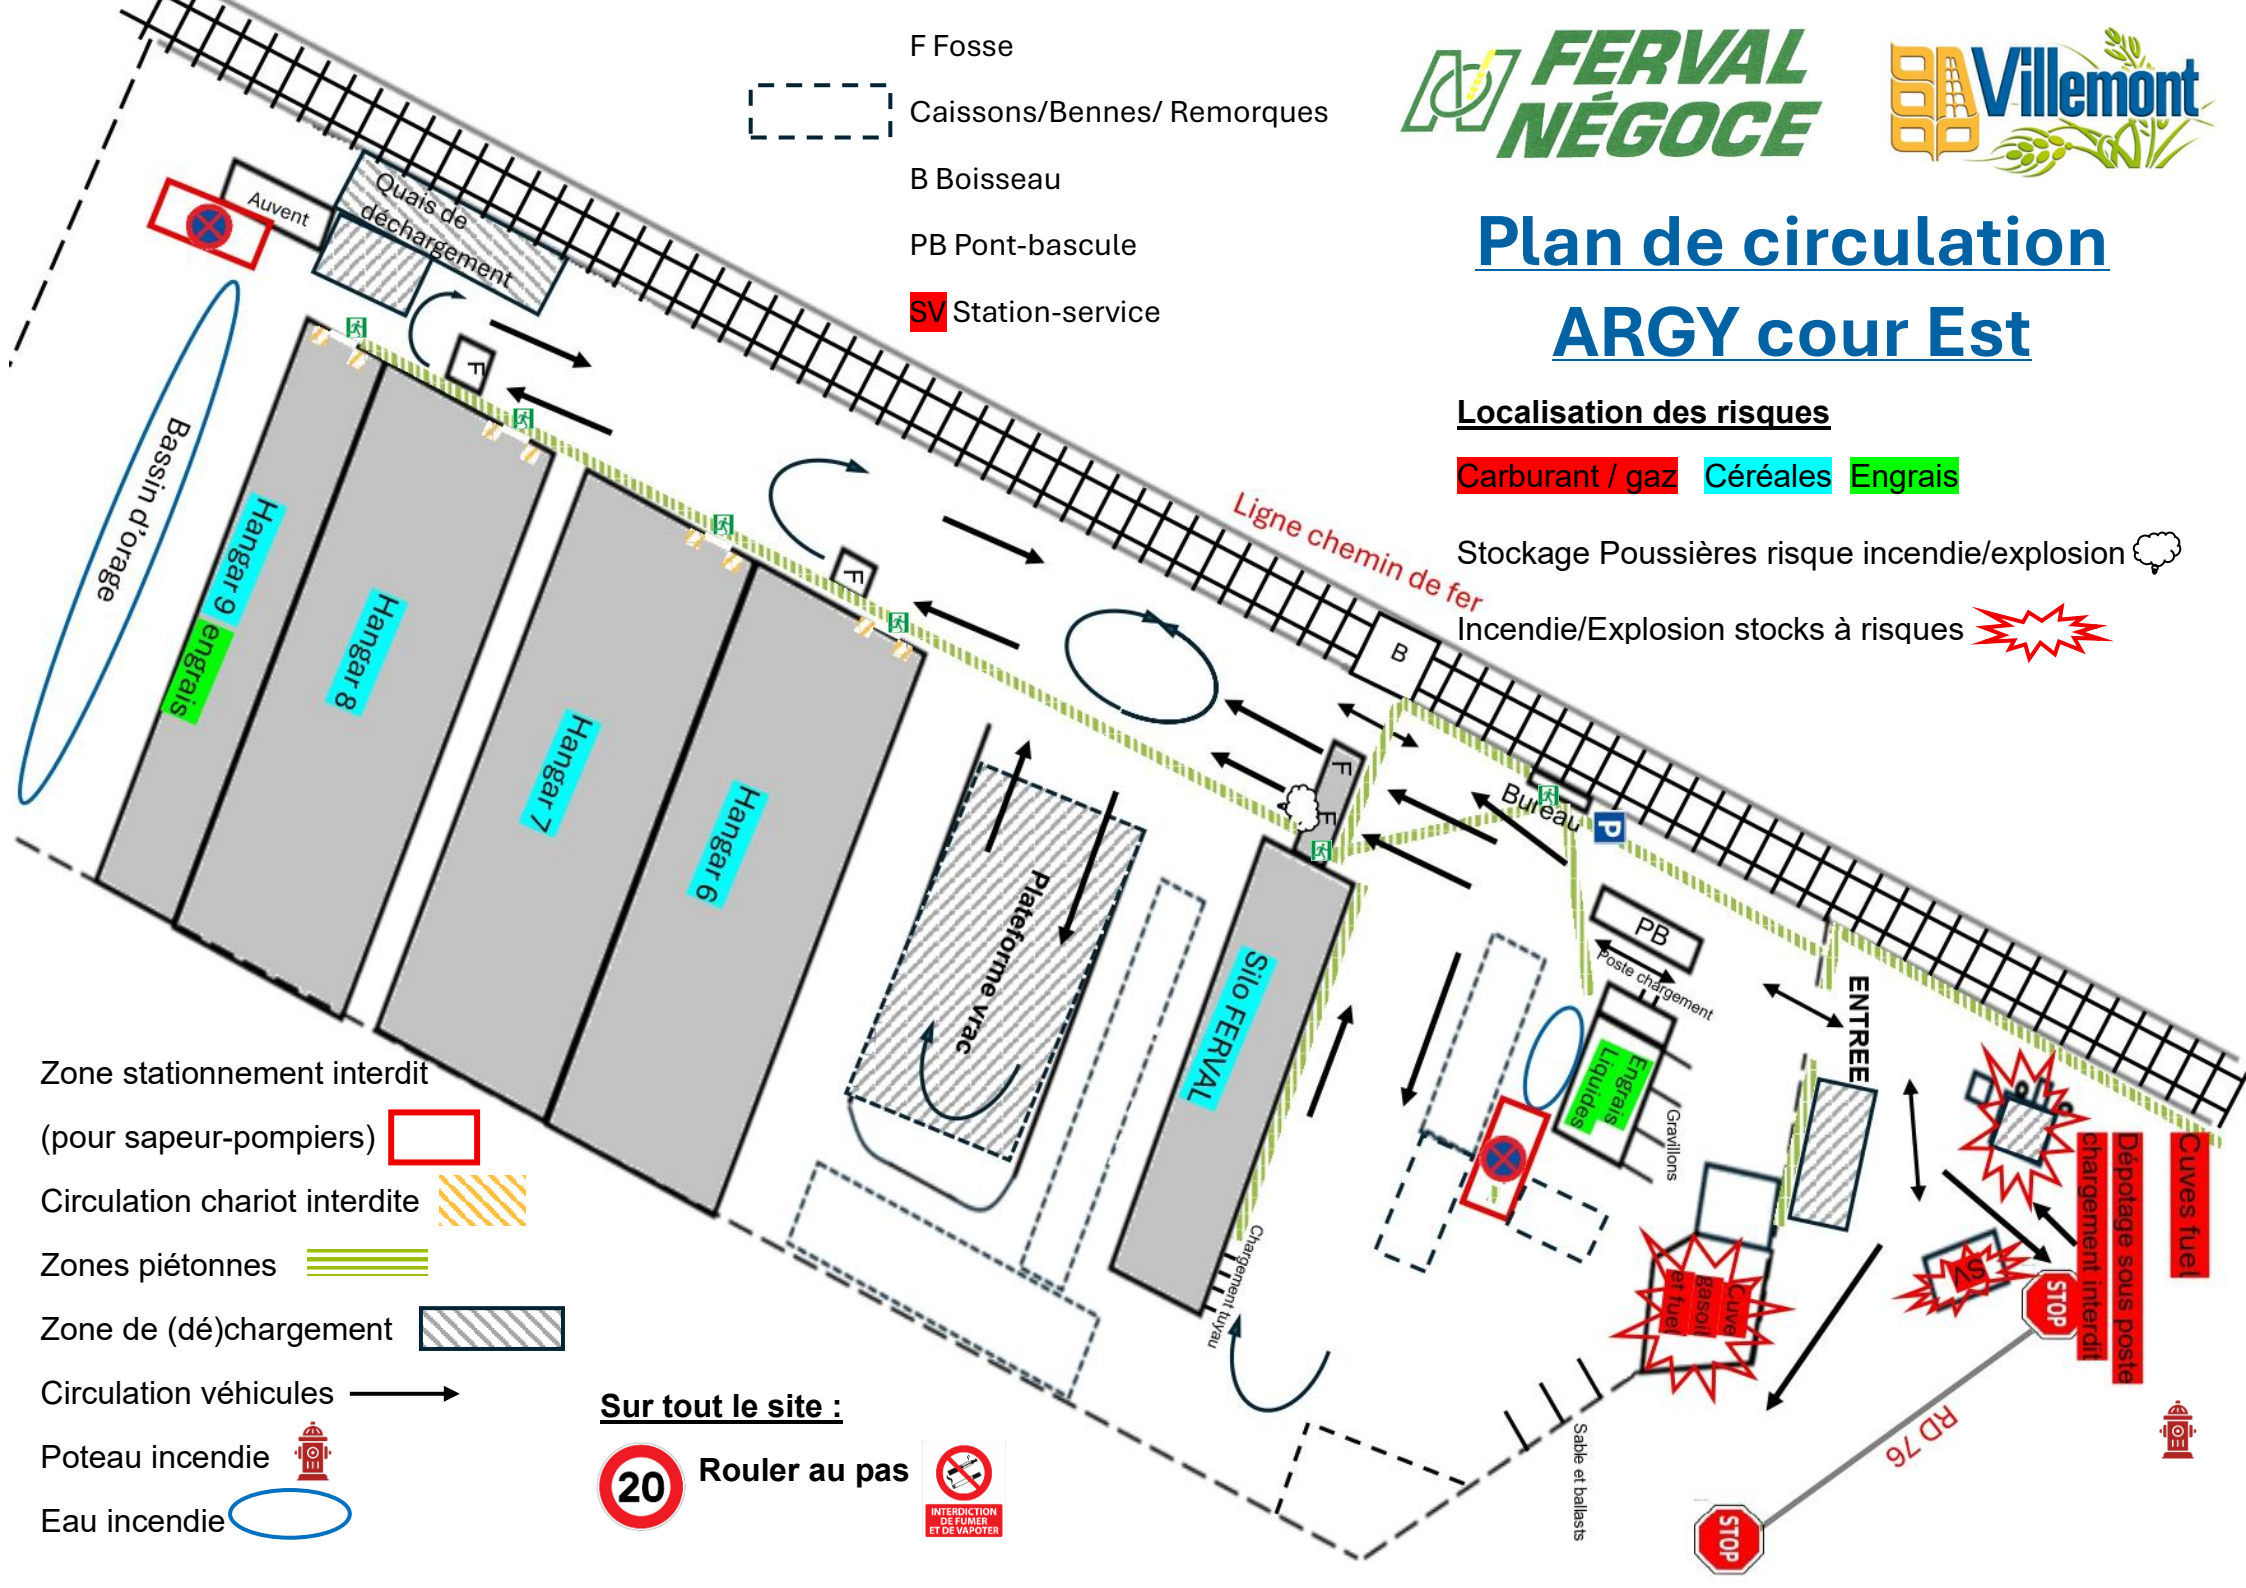 F Fosse
Caissons/Bennes/ Remorques
B Boisseau
PB Pont-bascule
SV Station-service
FERVAL
NÉGOCE
Villemont
Plan de circulation
ARGY cour Est
Localisation des risques
Carburant / gaz Céréales Engrais
Stockage Poussières risque incendie/explosion
Incendie/Explosion stocks à risques
Auvent
Quais de
déchargement
F
F
Bassin d'orage
Hangar 9
engrais
Hangar 8
Hangar 7
Hangar 6
Ligne chemin de fer
B
F
F
Bureau
P
PB
Poste chargement
Plateforme vrac
Silo FERVAL
Chargement tuyau
Engrais
Liquides
Gravillons
ENTREE
Cuves fuel
Dépotage sous poste
chargement interdit
SV
STOP
Cuve
gasoil
et fuel
RD 76
STOP
Sable et ballasts
Zone stationnement interdit
(pour sapeur-pompiers)
Circulation chariot interdite
Zones piétonnes
Zone de (dé)chargement
Circulation véhicules
Poteau incendie
Eau incendie
Sur tout le site :
20
Rouler au pas
INTERDICTION
DE FUMER
ET DE VAPOTER